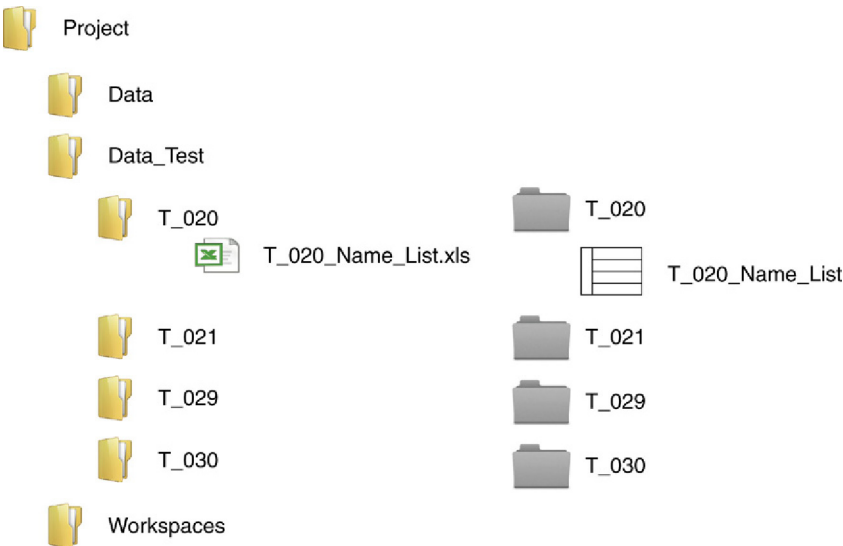 Project
Data
Data_Test
T_020
T_020_Name_List.xls
T_021
T_029
T_030
Workspaces
T_020
T_020_Name_List
T_021
T_029
T_030